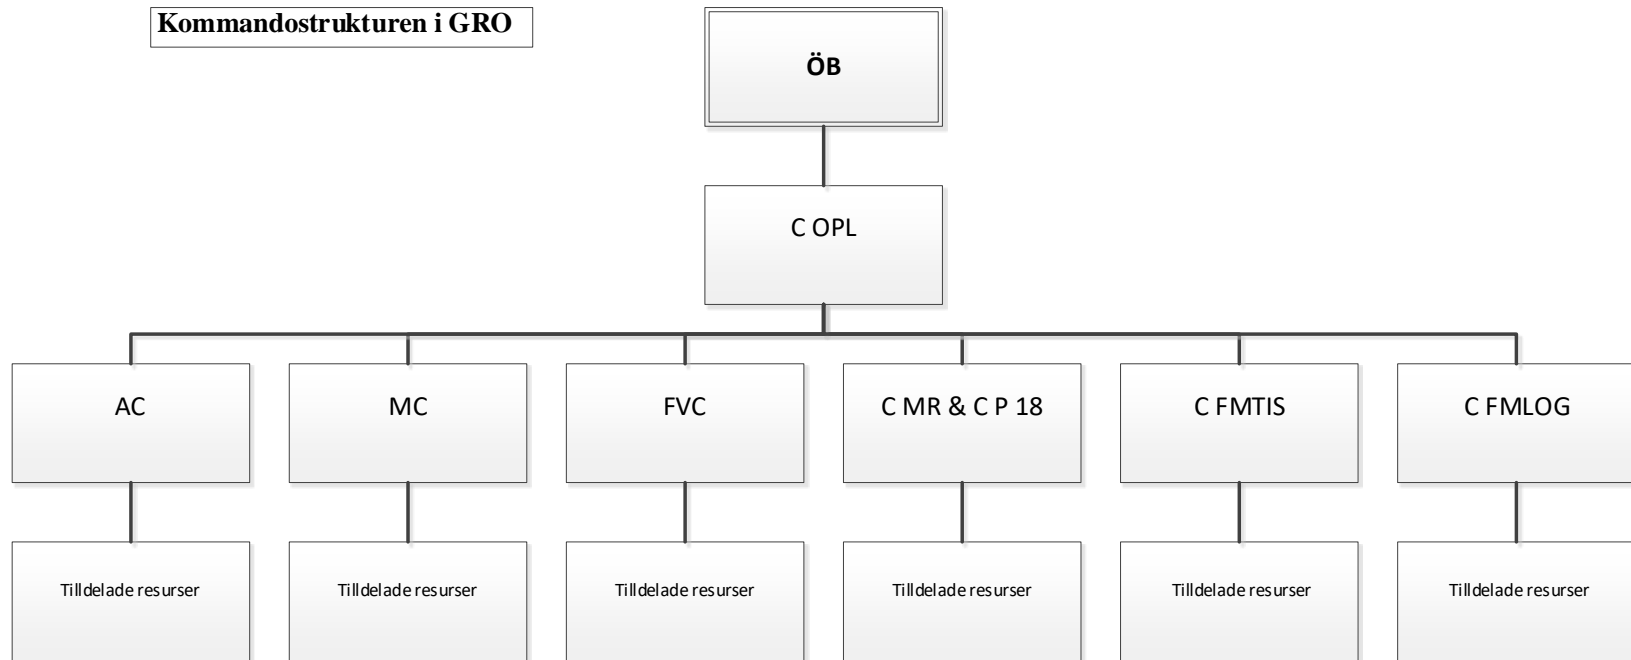 Kommandostrukturen i GRO
ÖB
C OPL
AC
MC
FVC
C MR & C P 18
C FMTIS
C FMLOG
Tilldelade resurser
Tilldelade resurser
Tilldelade resurser
Tilldelade resurser
Tilldelade resurser
Tilldelade resurser